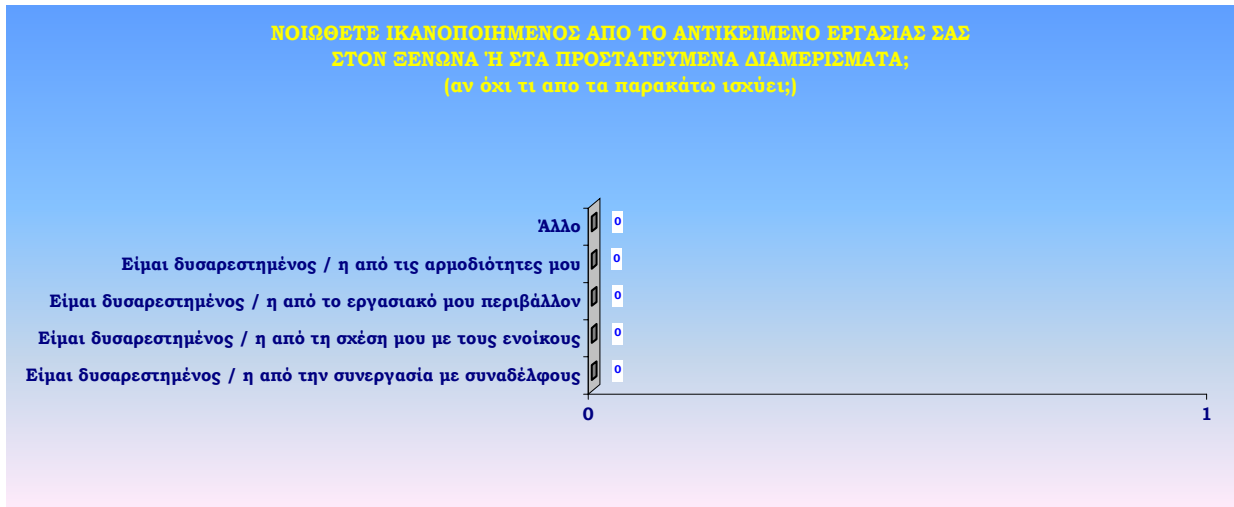 ΝΟΙΩΘΕΤΕ ΙΚΑΝΟΠΟΙΗΜΕΝΟΣ ΑΠΟ ΤΟ ΑΝΤΙΚΕΙΜΕΝΟ ΕΡΓΑΣΙΑΣ ΣΑΣ
ΣΤΟΝ ΞΕΝΩΝΑ Ή ΣΤΑ ΠΡΟΣΤΑΤΕΥΜΕΝΑ ΔΙΑΜΕΡΙΣΜΑΤΑ;
(αν όχι τι απο τα παρακάτω ισχύει;)
Άλλο 0
Είμαι δυσαρεστημένος / η από τις αρμοδιότητες μου 0
Είμαι δυσαρεστημένος / η από το εργασιακό μου περιβάλλον 0
Είμαι δυσαρεστημένος / η από τη σχέση μου με τους ενοίκους 0
Είμαι δυσαρεστημένος / η από την συνεργασία με συναδέλφους 0
0 1